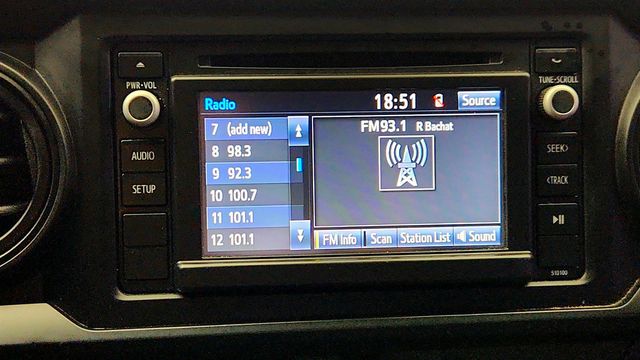 PWR·VOL
AUDIO
SETUP
Radio
18:51
Source
7 (add new)
8 98.3
9 92.3
10 100.7
11 101.1
12 101.1
FM93.1 R Bachat
FM Info
Scan
Station List
Sound
TUNE·SCROLL
SEEK>
<TRACK
510100